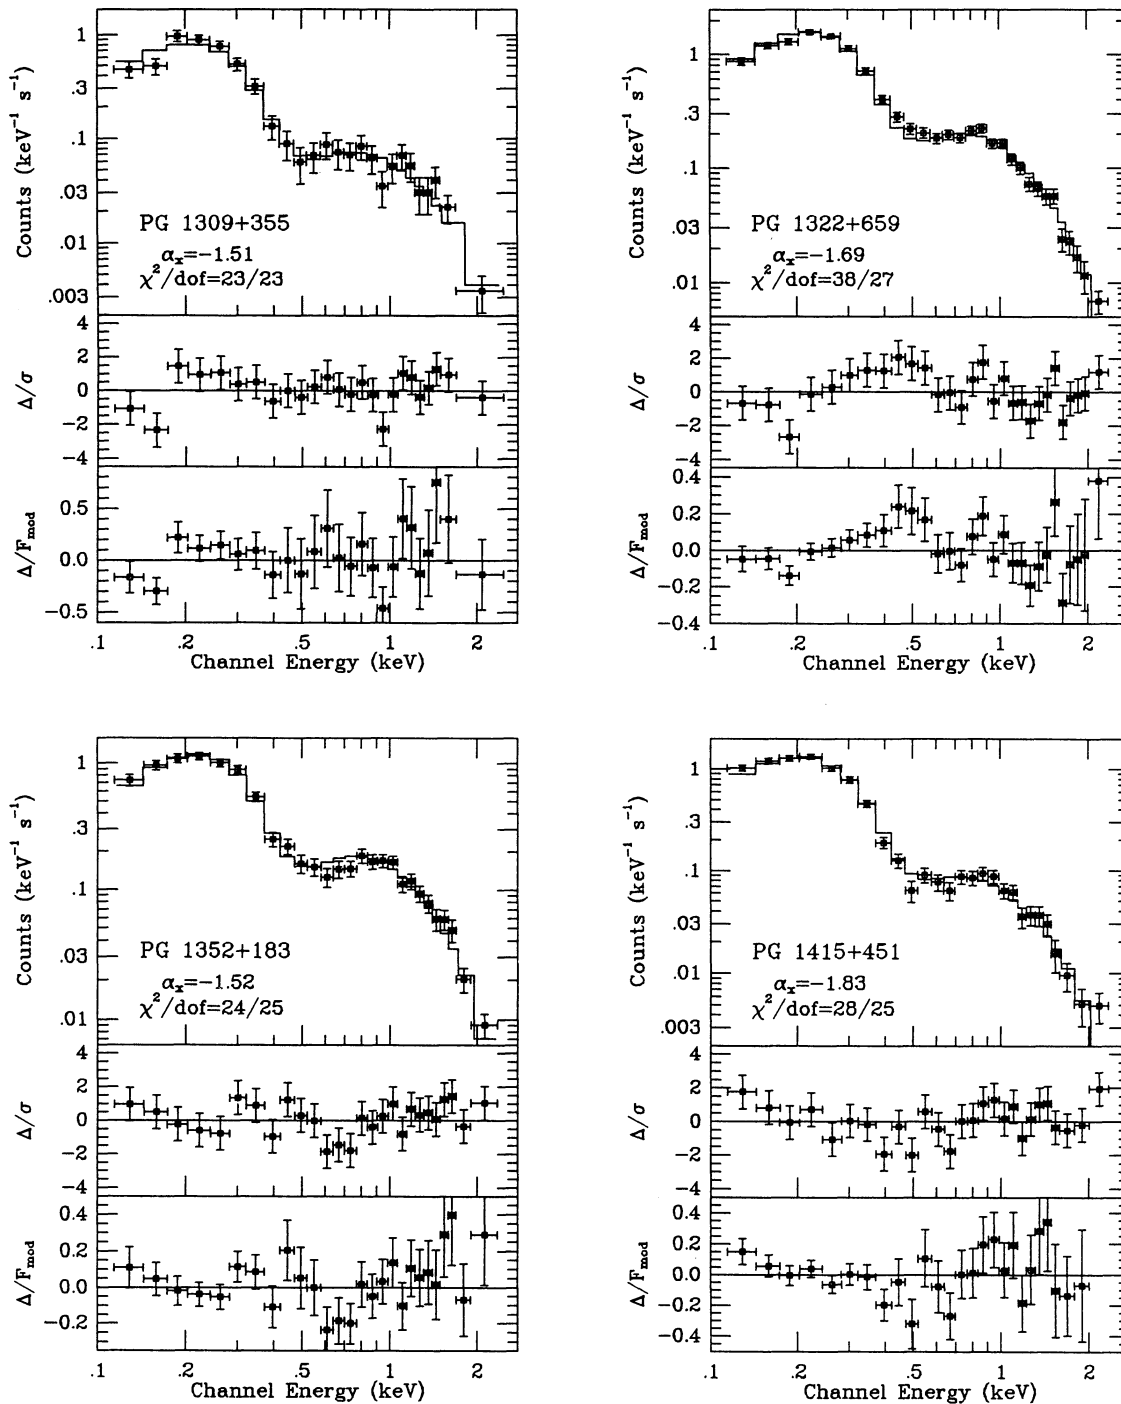 1
.3
.1
.03
.01
.003
Counts (keV⁻¹ s⁻¹)
PG 1309+355
αₓ=−1.51
χ²/dof=23/23
4
2
0
−2
−4
Δ/σ
0.5
0.0
−0.5
Δ/Fmod
.1
.2
.5
1
2
Channel Energy (keV)
1
.3
.1
.03
.01
Counts (keV⁻¹ s⁻¹)
PG 1322+659
αₓ=−1.69
χ²/dof=38/27
4
2
0
−2
−4
Δ/σ
0.4
0.2
0.0
−0.2
−0.4
Δ/Fmod
.1
.2
.5
1
2
Channel Energy (keV)
1
.3
.1
.03
.01
Counts (keV⁻¹ s⁻¹)
PG 1352+183
αₓ=−1.52
χ²/dof=24/25
4
2
0
−2
−4
Δ/σ
0.4
0.2
0.0
−0.2
Δ/Fmod
.1
.2
.5
1
2
Channel Energy (keV)
1
.3
.1
.03
.01
.003
Counts (keV⁻¹ s⁻¹)
PG 1415+451
αₓ=−1.83
χ²/dof=28/25
4
2
0
−2
−4
Δ/σ
0.4
0.2
0.0
−0.2
−0.4
Δ/Fmod
.1
.2
.5
1
2
Channel Energy (keV)